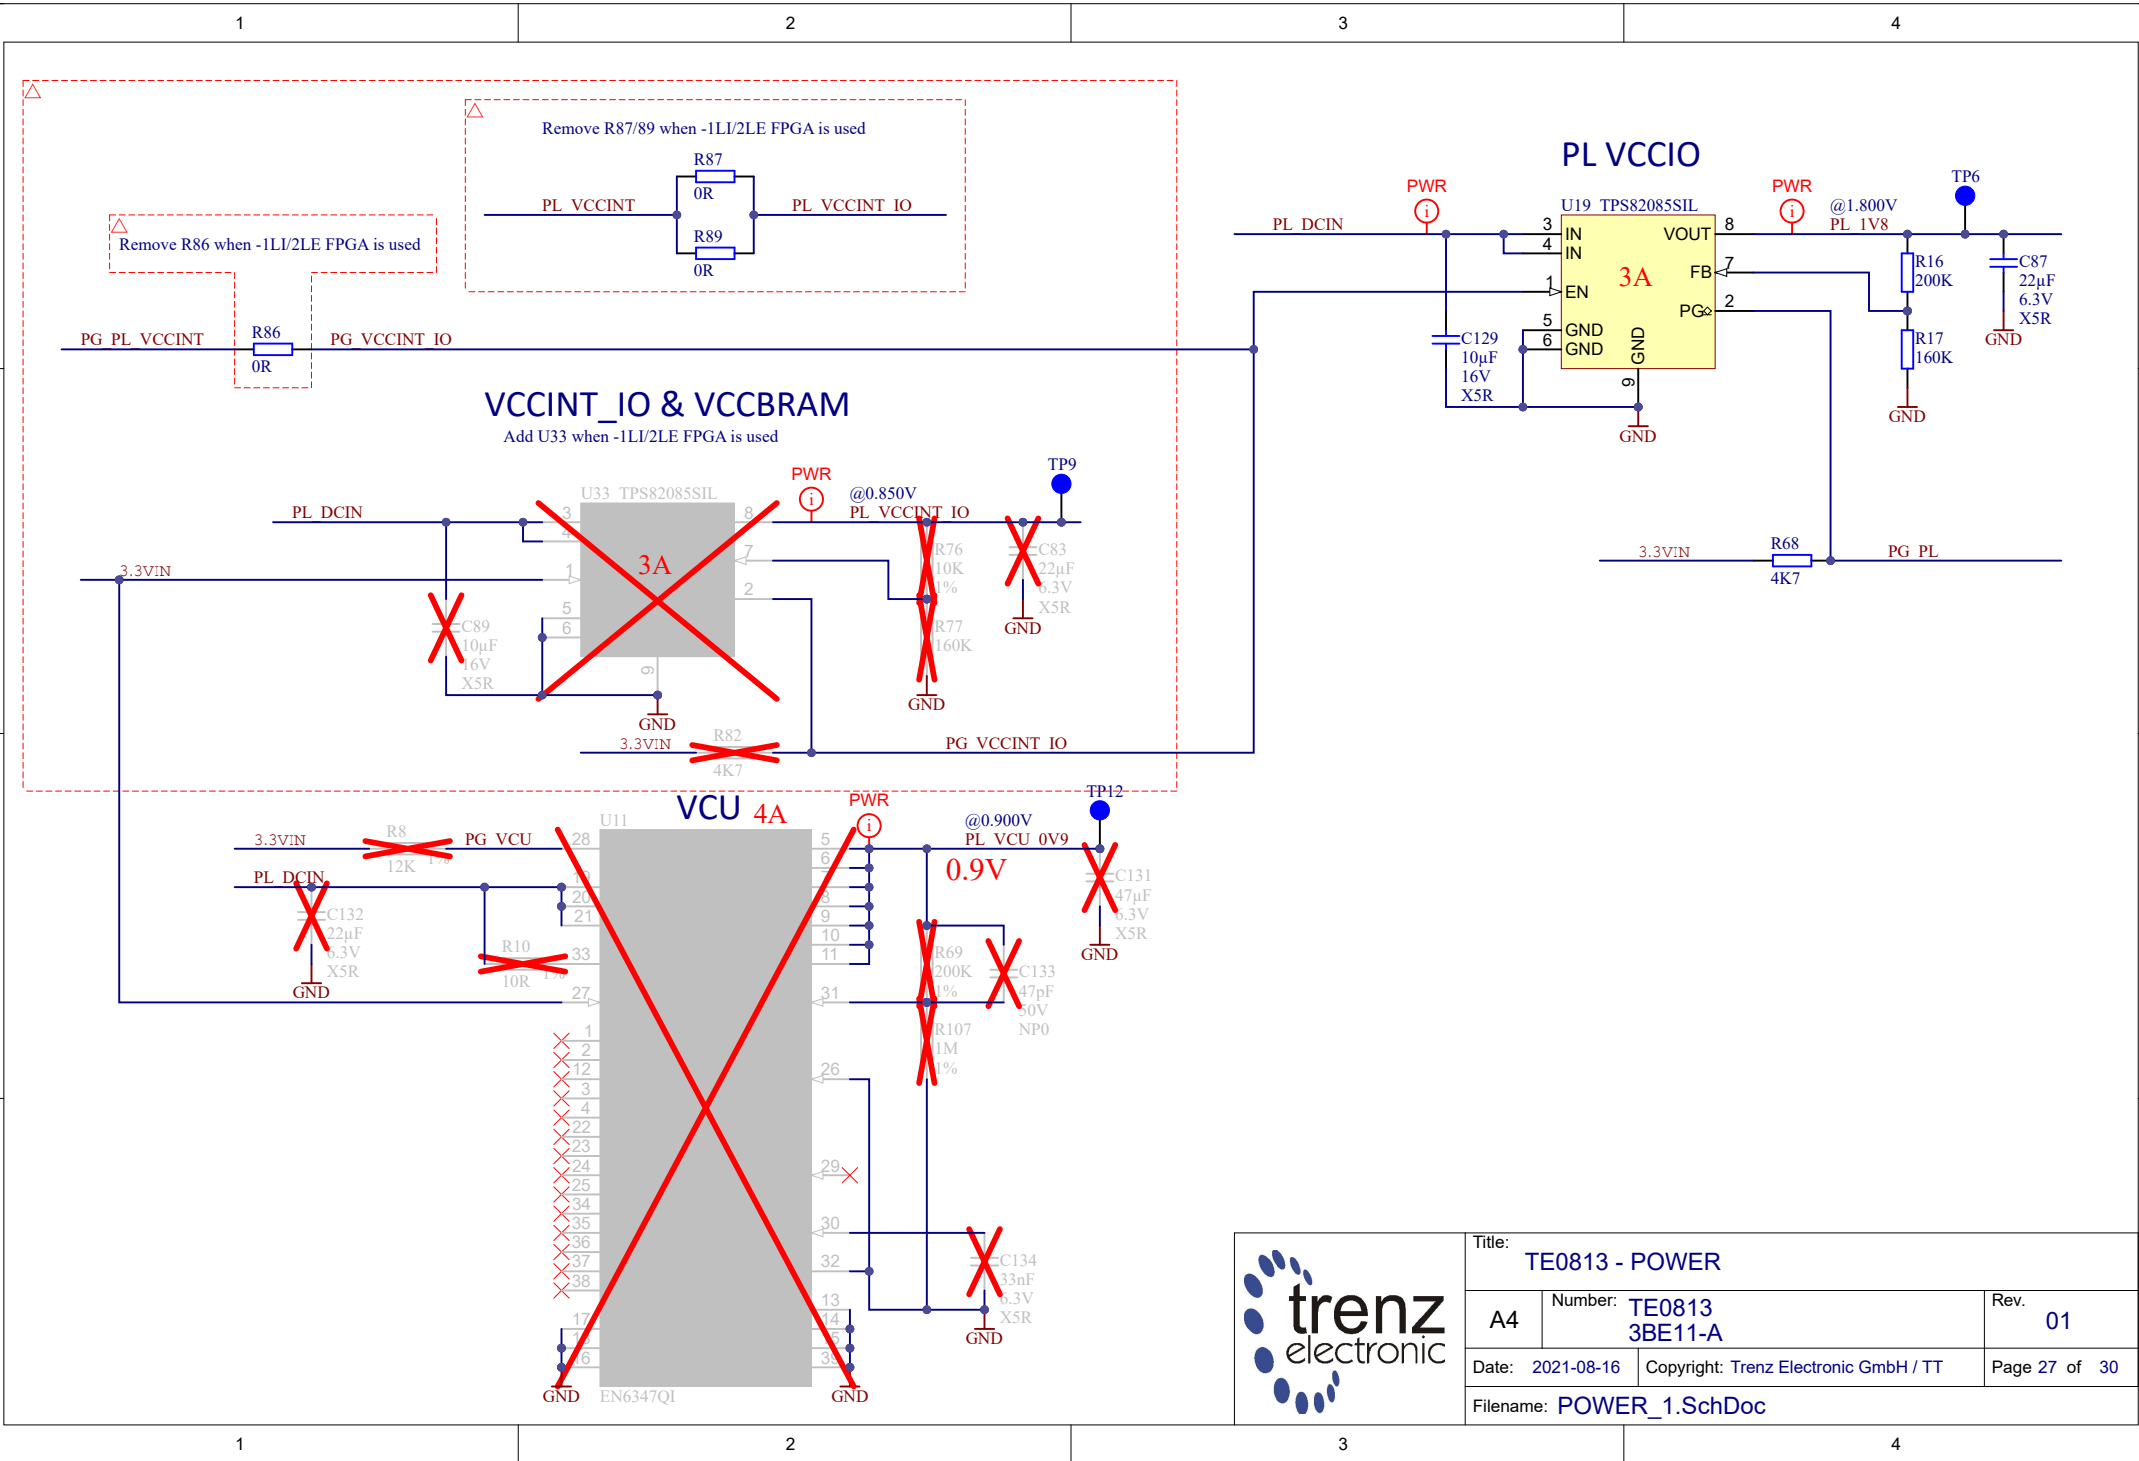 1
2
3
4
Remove R87/89 when -1LI/2LE FPGA is used
R87
0R
PL_VCCINT
PL_VCCINT_IO
R89
0R
Remove R86 when -1LI/2LE FPGA is used
PG_PL_VCCINT
R86
0R
PG_VCCINT_IO
VCCINT_IO & VCCBRAM
Add U33 when -1LI/2LE FPGA is used
PL_DCIN
3.3VIN
U33 TPS82085SIL
3A
3
4
1
5
6
9
8
7
2
GND
C89
10µF
16V
X5R
PWR
i
@0.850V
PL_VCCINT_IO
TP9
R76
10K
1%
R77
160K
GND
C83
22µF
6.3V
X5R
GND
3.3VIN
R82
4K7
PG_VCCINT_IO
PL VCCIO
PL_DCIN
PWR
i
U19 TPS82085SIL
3A
3 IN
4 IN
1 EN
5 GND
6 GND
GND 9
VOUT 8
FB 7
PG 2
GND
C129
10µF
16V
X5R
PWR
i
@1.800V
PL_1V8
TP6
R16
200K
R17
160K
GND
C87
22µF
6.3V
X5R
GND
3.3VIN
R68
4K7
PG_PL
VCU 4A
U11
EN6347QI
3.3VIN
R8
12K 1%
PG_VCU
PL_DCIN
C132
22µF
6.3V
X5R
GND
R10
10R 1%
28
19
20
21
33
27
1
2
12
3
4
22
23
24
25
34
35
36
37
38
17
16
GND
5
6
8
9
10
11
31
26
29
30
32
13
14
39
GND
PWR
i
@0.900V
PL_VCU_0V9
0.9V
TP12
C131
47µF
6.3V
X5R
GND
R69
200K
1%
C133
47pF
50V
NP0
R107
1M
1%
C134
33nF
6.3V
X5R
GND
trenz
electronic
Title:
TE0813 - POWER
A4
Number: TE0813
3BE11-A
Rev.
01
Date: 2021-08-16
Copyright: Trenz Electronic GmbH / TT
Page 27 of 30
Filename: POWER_1.SchDoc
1
2
3
4